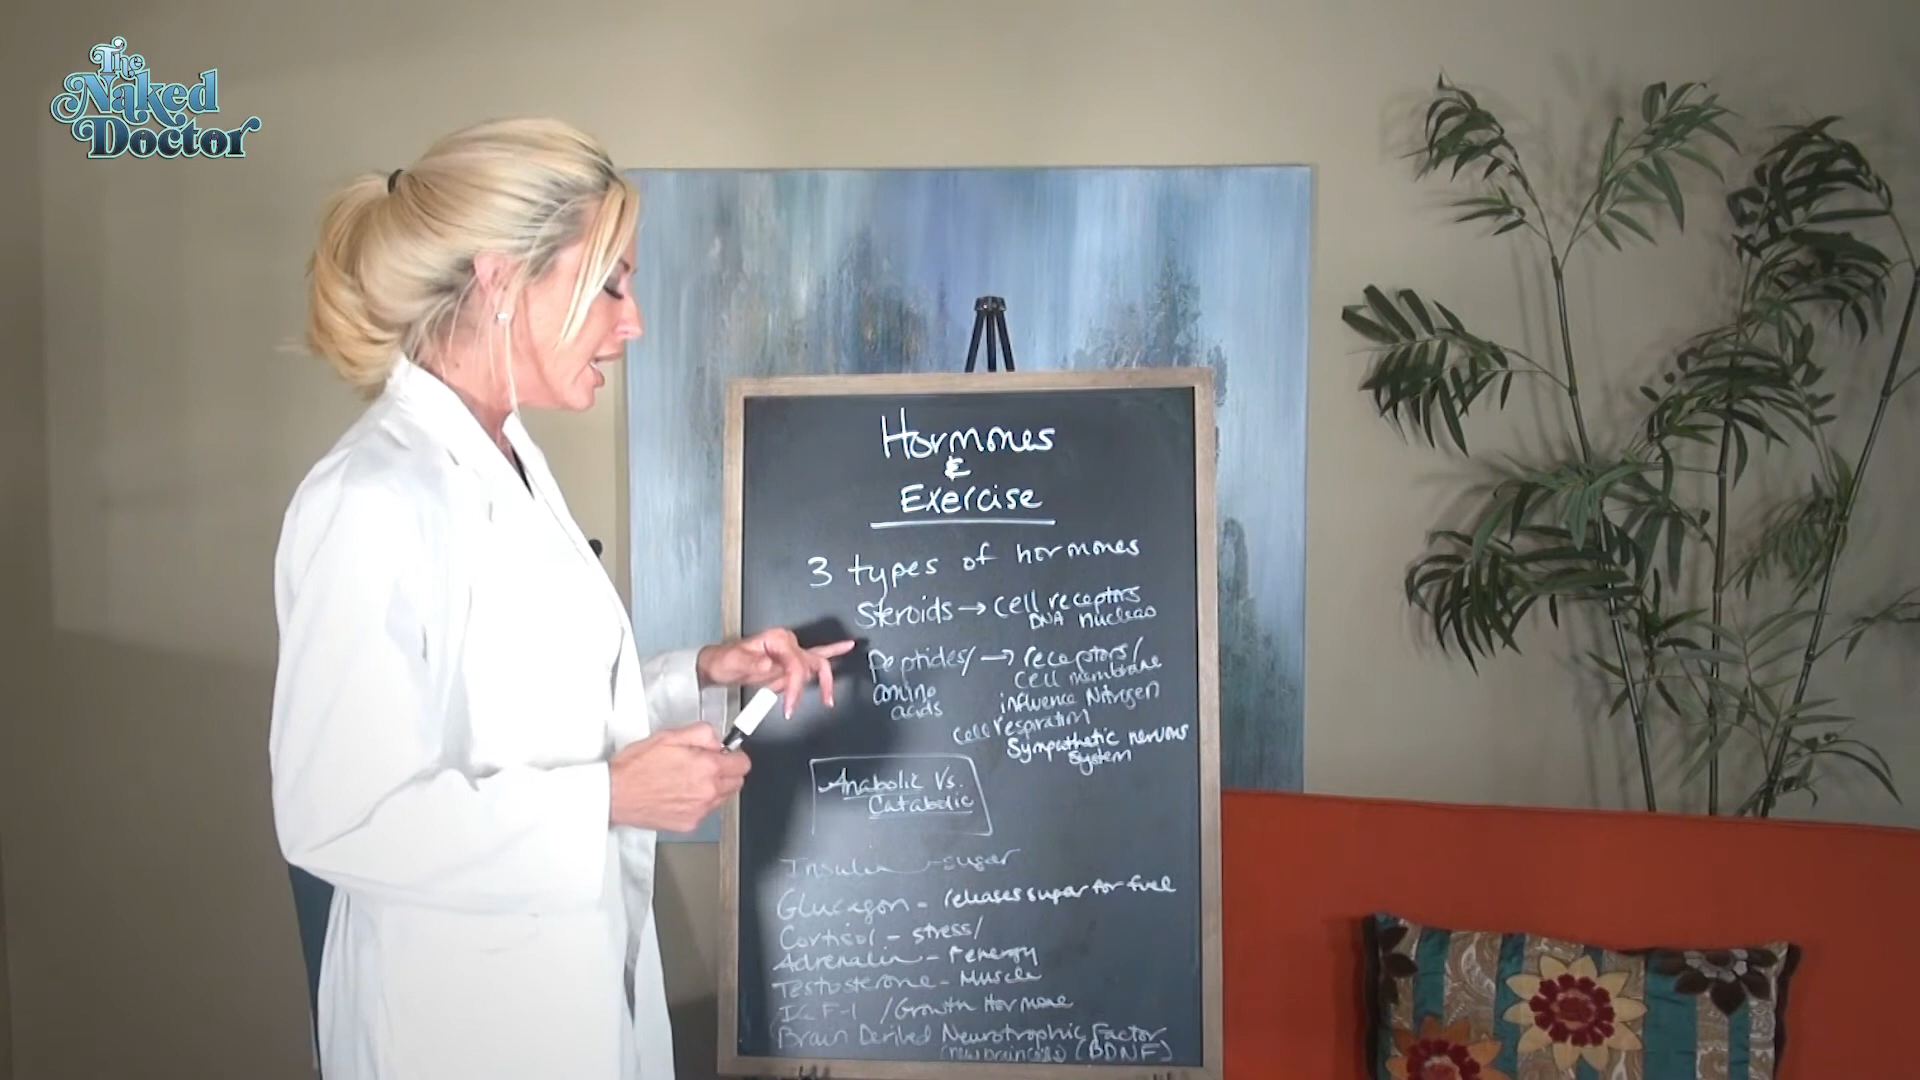 The
Naked
Doctor
Hormones
&
Exercise
3 types of hormones
Steroids → cell receptors
DNA nucleas
Peptides/ → receptors/
cell membrane
amino
acids
influence Nitrogen
cell respiration
Sympathetic nervous
system
Anabolic Vs.
Catabolic
Insulin - sugar
Glucagon - releases sugar for fuel
Cortisol - stress/
Adrenalin - ↑ energy
Testosterone - Muscle
IGF-1 / Growth Hormone
Brain Derived Neurotrophic Factor
(new brain cells) (BDNF)